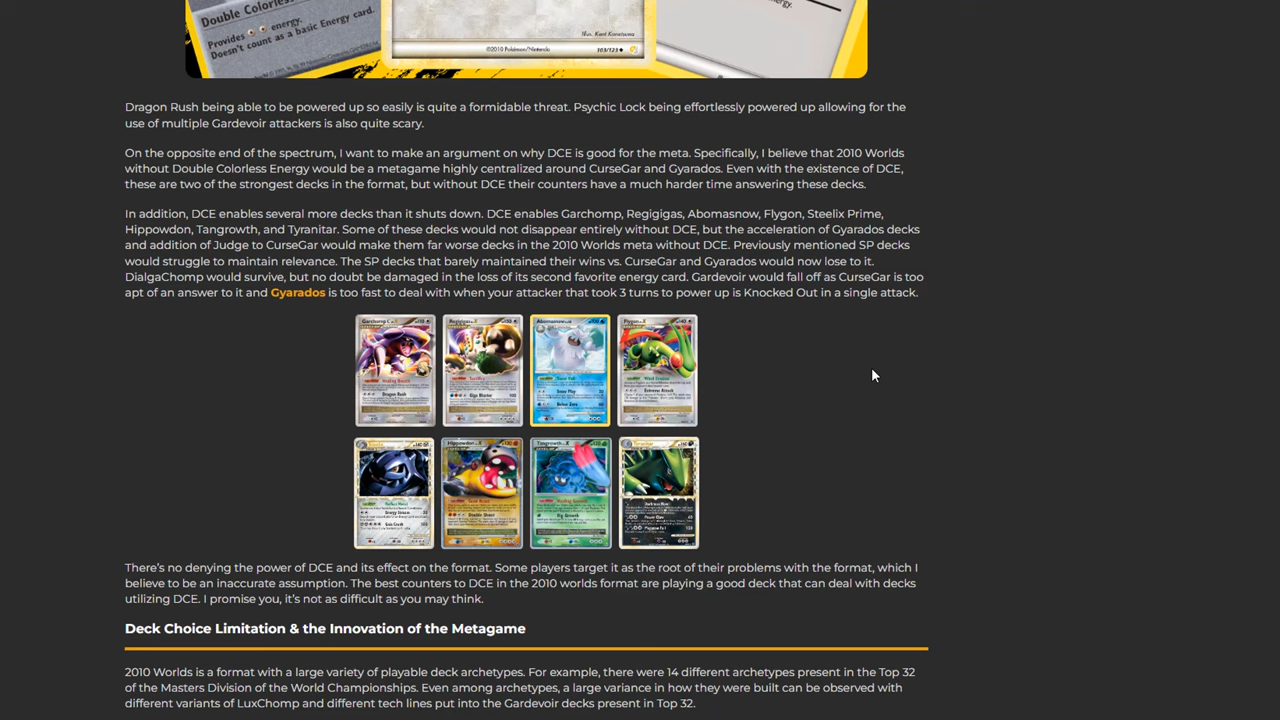 Double Colorless
Provides energy.
Doesn't count as a basic Energy card.
Illus. Kent Kanetsuna
©2010 Pokémon/Nintendo
103/123
Dragon Rush being able to be powered up so easily is quite a formidable threat. Psychic Lock being effortlessly powered up allowing for the
use of multiple Gardevoir attackers is also quite scary.
On the opposite end of the spectrum, I want to make an argument on why DCE is good for the meta. Specifically, I believe that 2010 Worlds
without Double Colorless Energy would be a metagame highly centralized around CurseGar and Gyarados. Even with the existence of DCE,
these are two of the strongest decks in the format, but without DCE their counters have a much harder time answering these decks.
In addition, DCE enables several more decks than it shuts down. DCE enables Garchomp, Regigigas, Abomasnow, Flygon, Steelix Prime,
Hippowdon, Tangrowth, and Tyranitar. Some of these decks would not disappear entirely without DCE, but the acceleration of Gyarados decks
and addition of Judge to CurseGar would make them far worse decks in the 2010 Worlds meta without DCE. Previously mentioned SP decks
would struggle to maintain relevance. The SP decks that barely maintained their wins vs. CurseGar and Gyarados would now lose to it.
DialgaChomp would survive, but no doubt be damaged in the loss of its second favorite energy card. Gardevoir would fall off as CurseGar is too
apt of an answer to it and Gyarados is too fast to deal with when your attacker that took 3 turns to power up is Knocked Out in a single attack.
Healing Breath
Dragon Rush
There's no denying the power of DCE and its effect on the format. Some players target it as the root of their problems with the format, which I
believe to be an inaccurate assumption. The best counters to DCE in the 2010 worlds format are playing a good deck that can deal with decks
utilizing DCE. I promise you, it's not as difficult as you may think.
Deck Choice Limitation & the Innovation of the Metagame
2010 Worlds is a format with a large variety of playable deck archetypes. For example, there were 14 different archetypes present in the Top 32
of the Masters Division of the World Championships. Even among archetypes, a large variance in how they were built can be observed with
different variants of LuxChomp and different tech lines put into the Gardevoir decks present in Top 32.